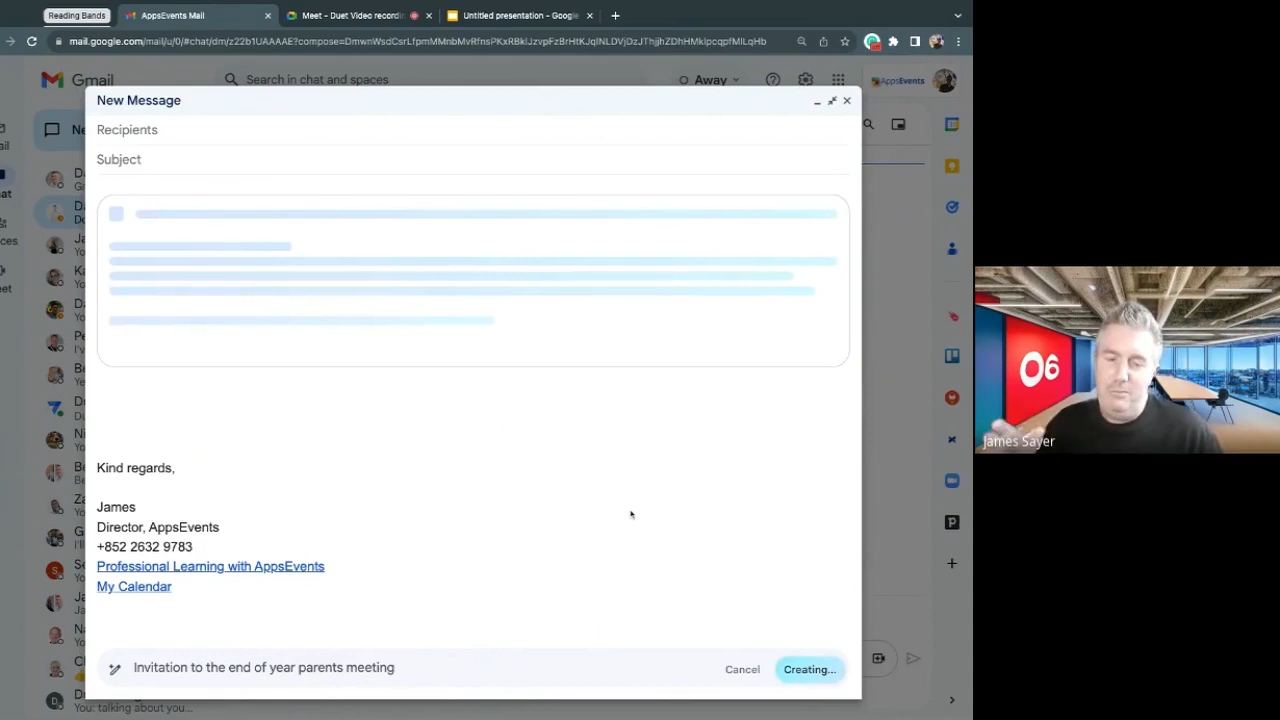 Reading Bands
AppsEvents Mail
Meet - Duet Video recordi
Untitled presentation - Google
mail.google.com/mail/u/0/#chat/dm/z22b1UAAAAE?compose=
Gmail
Search in chat and spaces
Away
AppsEvents
New Message
Recipients
Subject
Kind regards,
James
Director, AppsEvents
+852 2632 9783
Professional Learning with AppsEvents
My Calendar
Invitation to the end of year parents meeting
Cancel
Creating...
You: talking about you...
O6
James Sayer